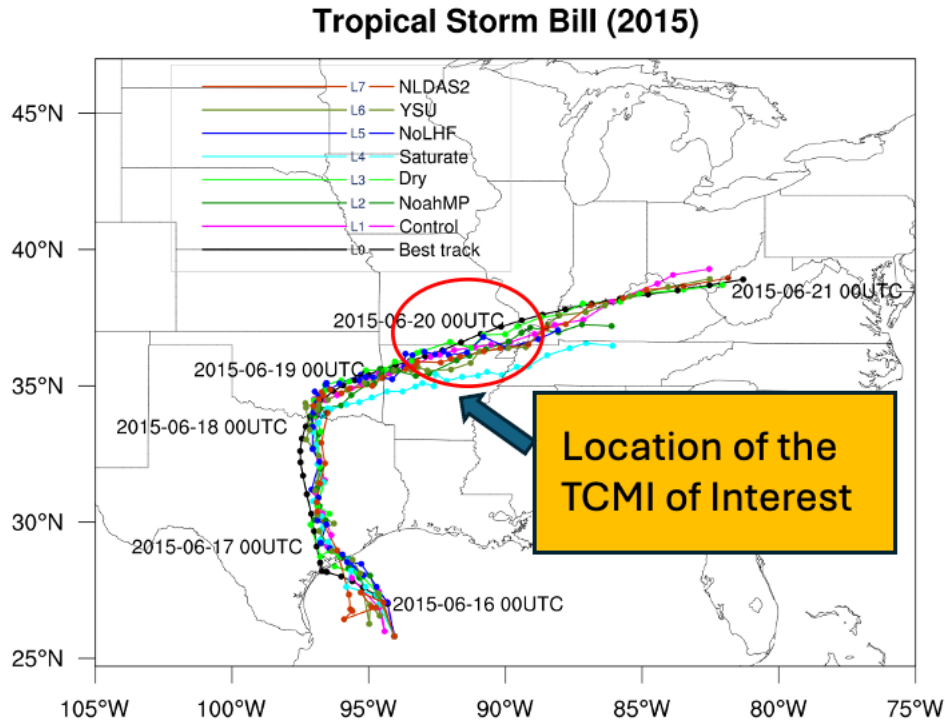 Tropical Storm Bill (2015)
45°N
40°N
35°N
30°N
25°N
L7 NLDAS2
L6 YSU
L5 NoLHF
L4 Saturate
L3 Dry
L2 NoahMP
L1 Control
L0 Best track
2015-06-21 00UTC
2015-06-20 00UTC
2015-06-19 00UTC
2015-06-18 00UTC
2015-06-17 00UTC
2015-06-16 00UTC
Location of the
TCMI of Interest
105°W 100°W 95°W 90°W 85°W 80°W 75°W